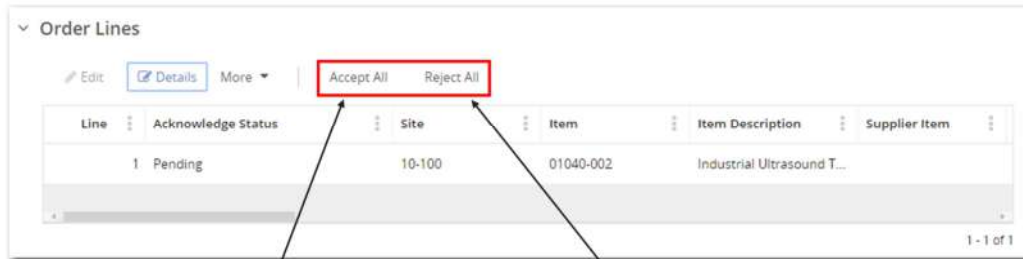 Order Lines
Edit Details More Accept All Reject All
Line Acknowledge Status Site Item Item Description Supplier Item
1 Pending 10-100 01040-002 Industrial Ultrasound T...
1 - 1 of 1